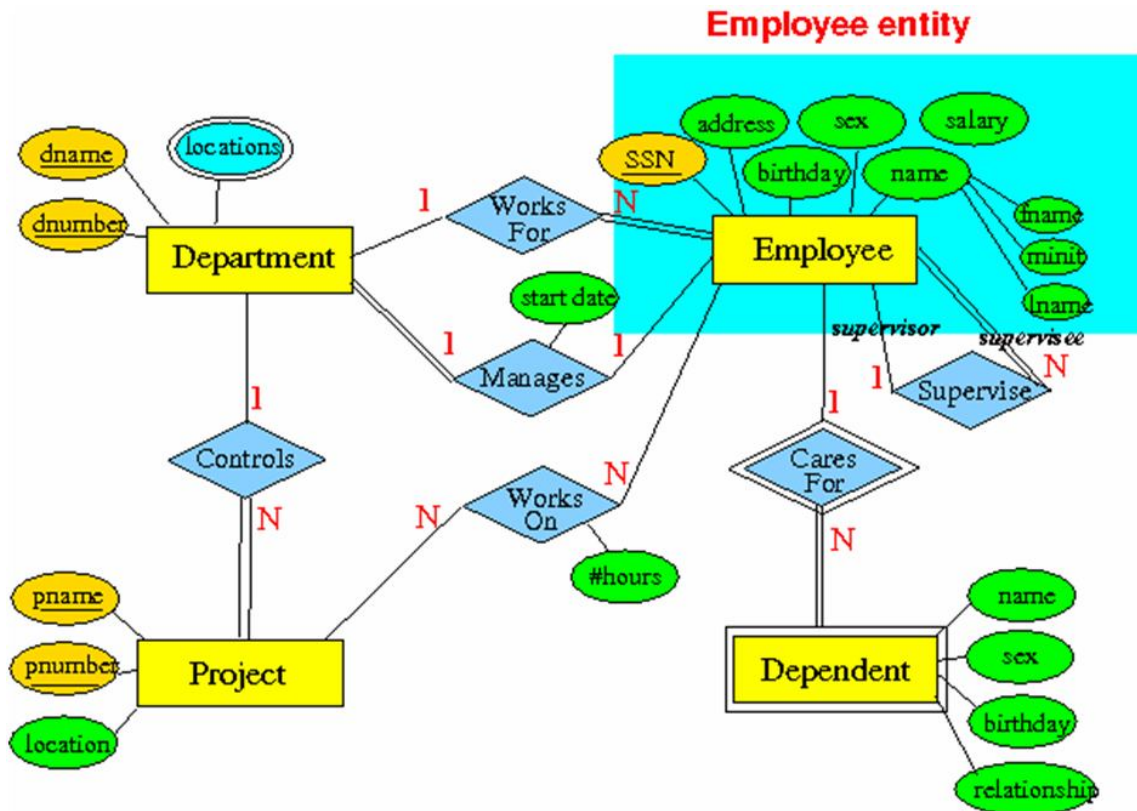 Employee entity
locations
address
sex
salary
dname
SSN
birthday
name
dnumber
1
Works
For
N
fname
Department
Employee
minit
start date
lname
supervisor
supervisee
1
Manages
1
1
Supervise
N
1
1
Controls
Cares
For
N
N
Works
On
N
N
#hours
pname
name
pnumber
Project
Dependent
sex
location
birthday
relationship